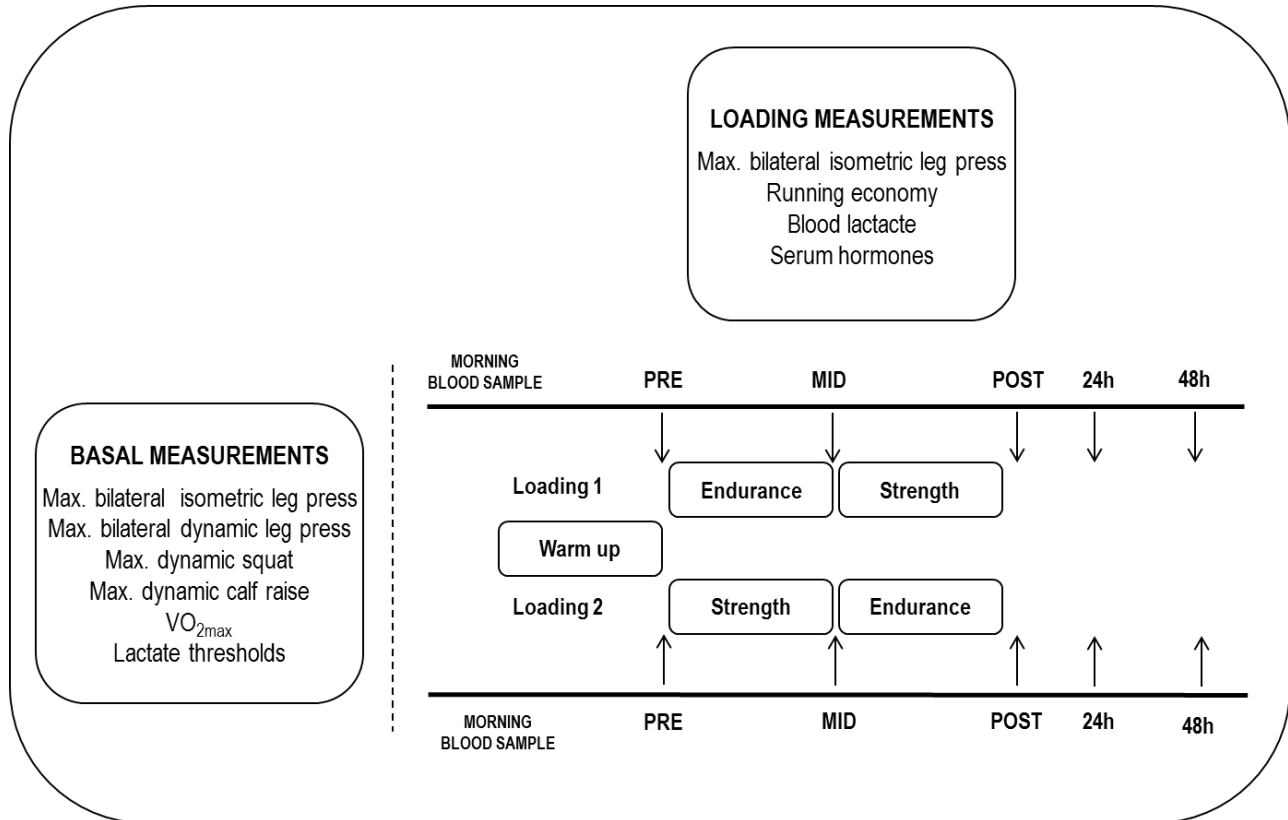 LOADING MEASUREMENTS
Max. bilateral isometric leg press
Running economy
Blood lactacte
Serum hormones
MORNING
BLOOD SAMPLE
PRE
MID
POST
24h
48h
BASAL MEASUREMENTS
Max. bilateral isometric leg press
Max. bilateral dynamic leg press
Max. dynamic squat
Max. dynamic calf raise
VO2max
Lactate thresholds
Loading 1
Endurance
Strength
Warm up
Loading 2
Strength
Endurance
MORNING
BLOOD SAMPLE
PRE
MID
POST
24h
48h